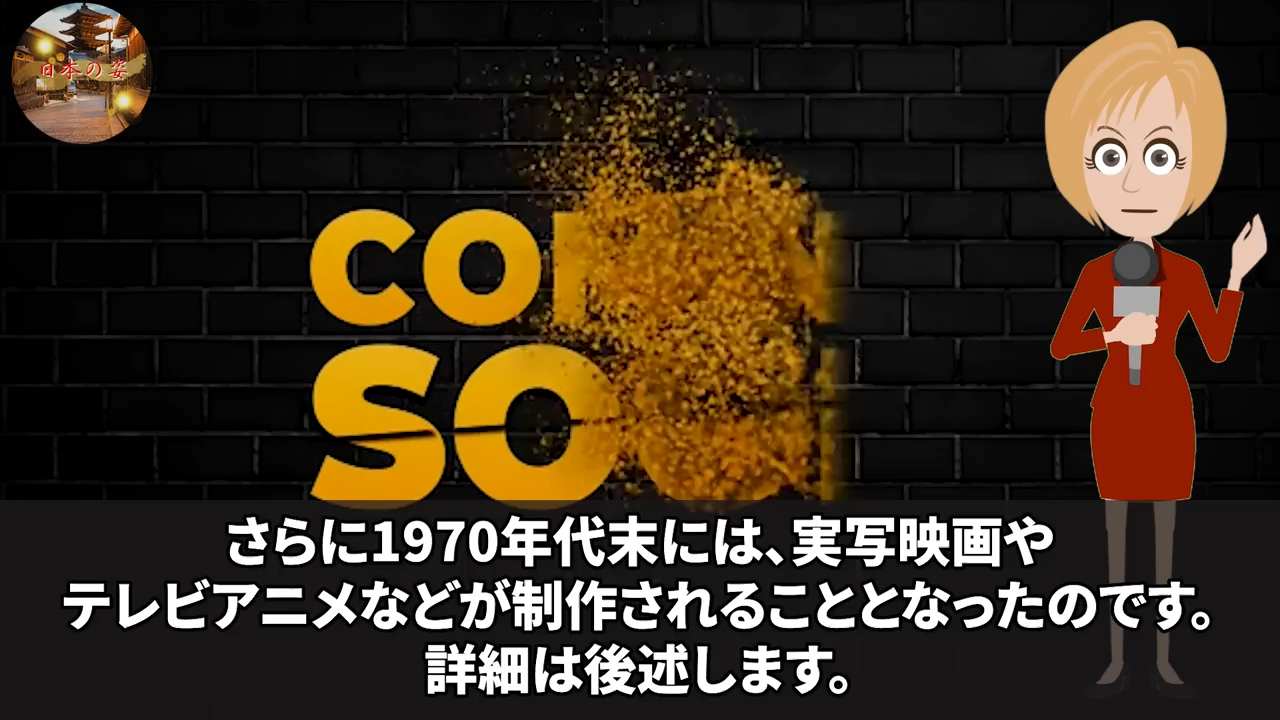 日本の姿
CO
SO
さらに1970年代末には、実写映画や
テレビアニメなどが制作されることとなったのです。
詳細は後述します。